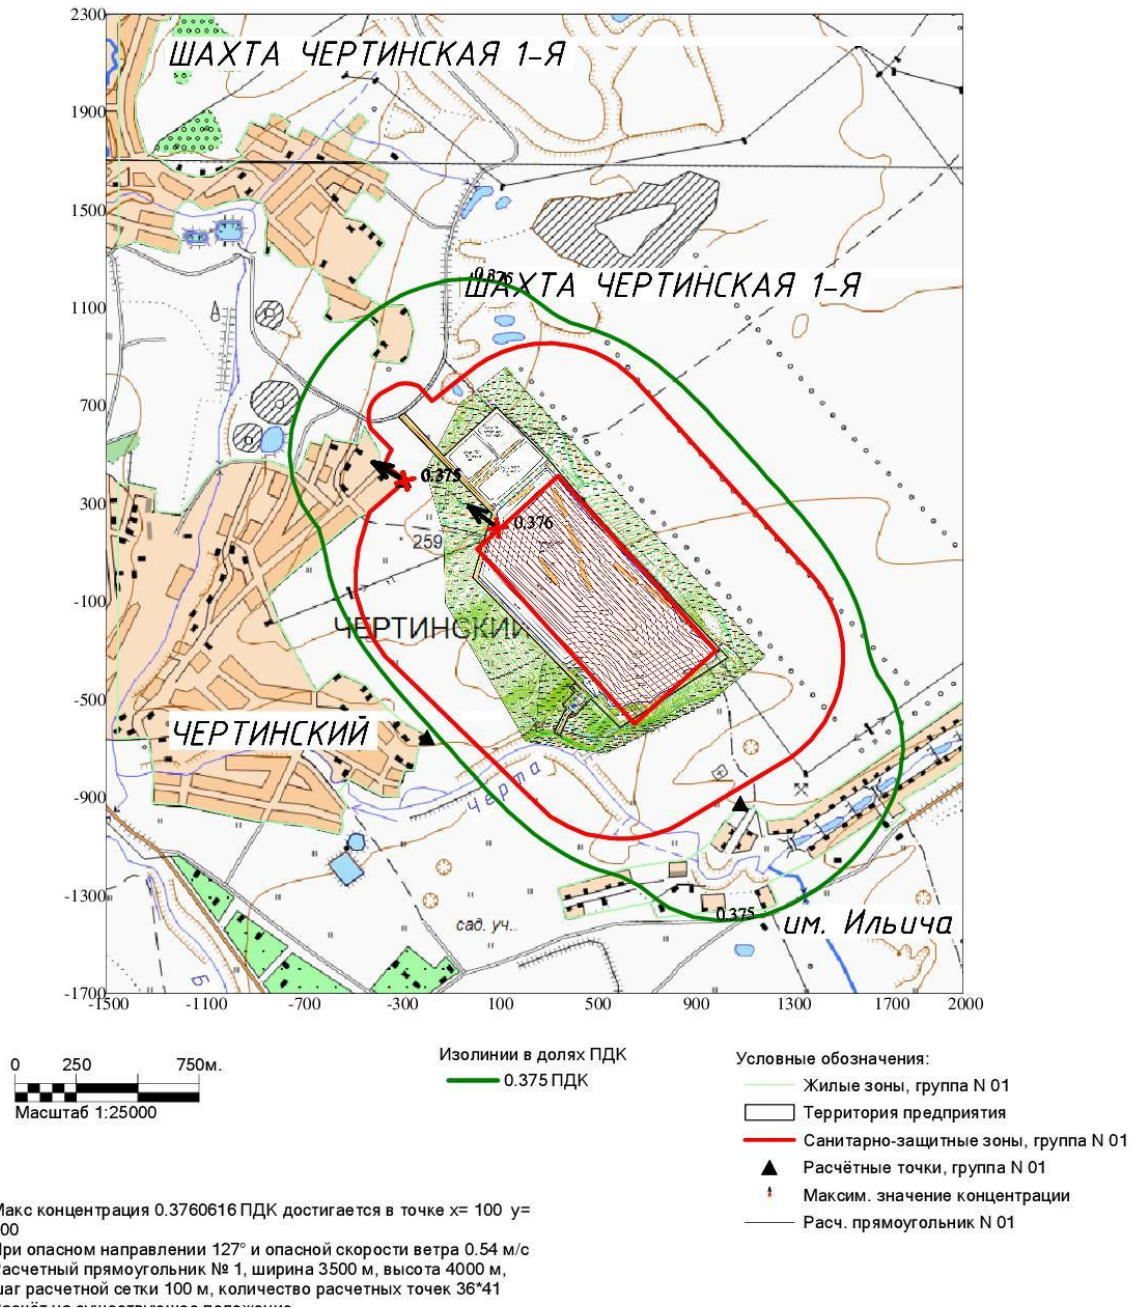 2300
ШАХТА ЧЕРТИНСКАЯ 1-Я
1900
1500
0.376
ШАХТА ЧЕРТИНСКАЯ 1-Я
1100
700
0.375
300
0.376
259
-100
ЧЕРТИНСКИЙ
-500
ЧЕРТИНСКИЙ
Черта
-900
-1300
0.375
им. Ильича
сад. уч..
Б
-1700
-1500 -1100 -700 -300 100 500 900 1300 1700 2000
0 250 750м.
Масштаб 1:25000
Изолинии в долях ПДК
0.375 ПДК
Условные обозначения:
Жилые зоны, группа N 01
Территория предприятия
Санитарно-защитные зоны, группа N 01
Расчётные точки, группа N 01
Максим. значение концентрации
Расч. прямоугольник N 01
Макс концентрация 0.3760616 ПДК достигается в точке x= 100 y=
00
При опасном направлении 127° и опасной скорости ветра 0.54 м/с
Расчетный прямоугольник № 1, ширина 3500 м, высота 4000 м,
шаг расчетной сетки 100 м, количество расчетных точек 36*41